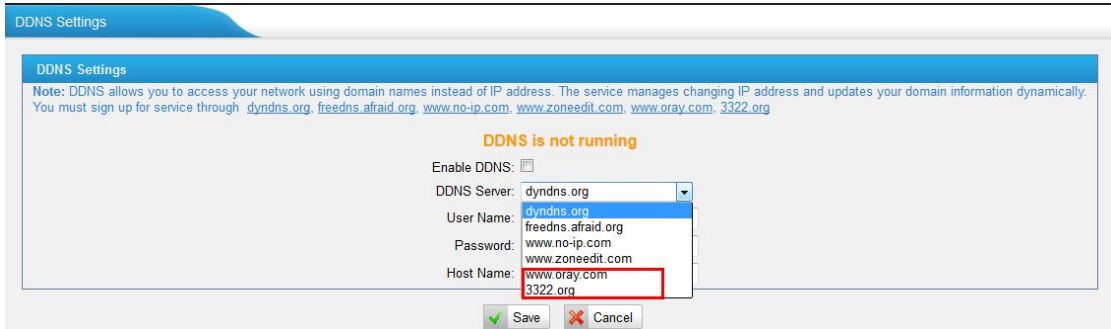 DDNS Settings
DDNS Settings
Note: DDNS allows you to access your network using domain names instead of IP address. The service manages changing IP address and updates your domain information dynamically.
You must sign up for service through dyndns.org, freedns.afraid.org, www.no-ip.com, www.zoneedit.com, www.oray.com, 3322.org
DDNS is not running
Enable DDNS:
DDNS Server: dyndns.org
dyndns.org
User Name:
freedns.afraid.org
Password: www.no-ip.com
www.zoneedit.com
Host Name: www.oray.com
3322.org
Save Cancel